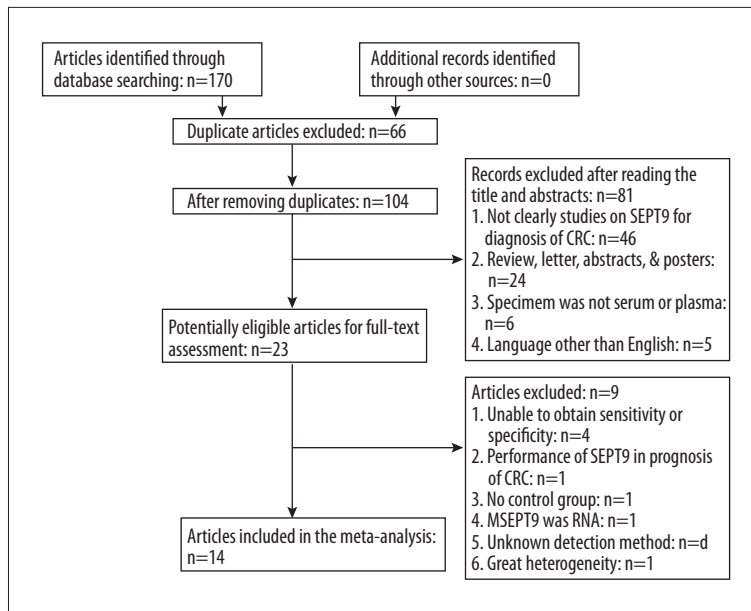 Articles identified through
database searching: n=170
Additional records identified
through other sources: n=0
Duplicate articles excluded: n=66
After removing duplicates: n=104
Records excluded after reading the
title and abstracts: n=81
1. Not clearly studies on SEPT9 for
diagnosis of CRC: n=46
2. Review, letter, abstracts, & posters:
n=24
3. Specimem was not serum or plasma:
n=6
4. Language other than English: n=5
Potentially eligible articles for full-text
assessment: n=23
Articles excluded: n=9
1. Unable to obtain sensitivity or
specificity: n=4
2. Performance of SEPT9 in prognosis
of CRC: n=1
3. No control group: n=1
4. MSEPT9 was RNA: n=1
5. Unknown detection method: n=d
6. Great heterogeneity: n=1
Articles included in the meta-analysis:
n=14